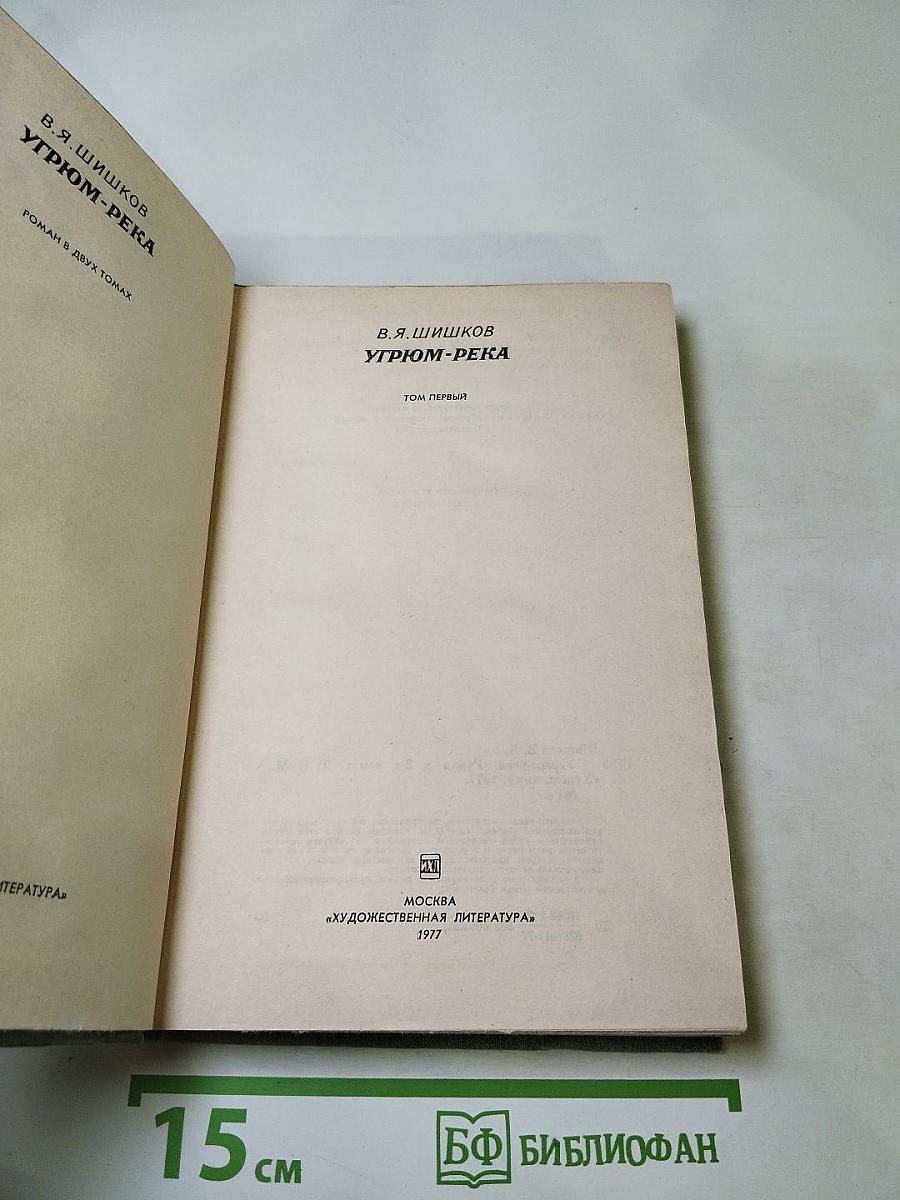 В.Я.ШИШКОВ
УГРЮМ-РЕКА
РОМАН В ДВУХ ТОМАХ
ИТЕРАТУРА»
В.Я.ШИШКОВ
УГРЮМ-РЕКА
ТОМ ПЕРВЫЙ
ИХЛ
МОСКВА
«ХУДОЖЕСТВЕННАЯ ЛИТЕРАТУРА»
1977
15 см
БФ БИБЛИОФАН